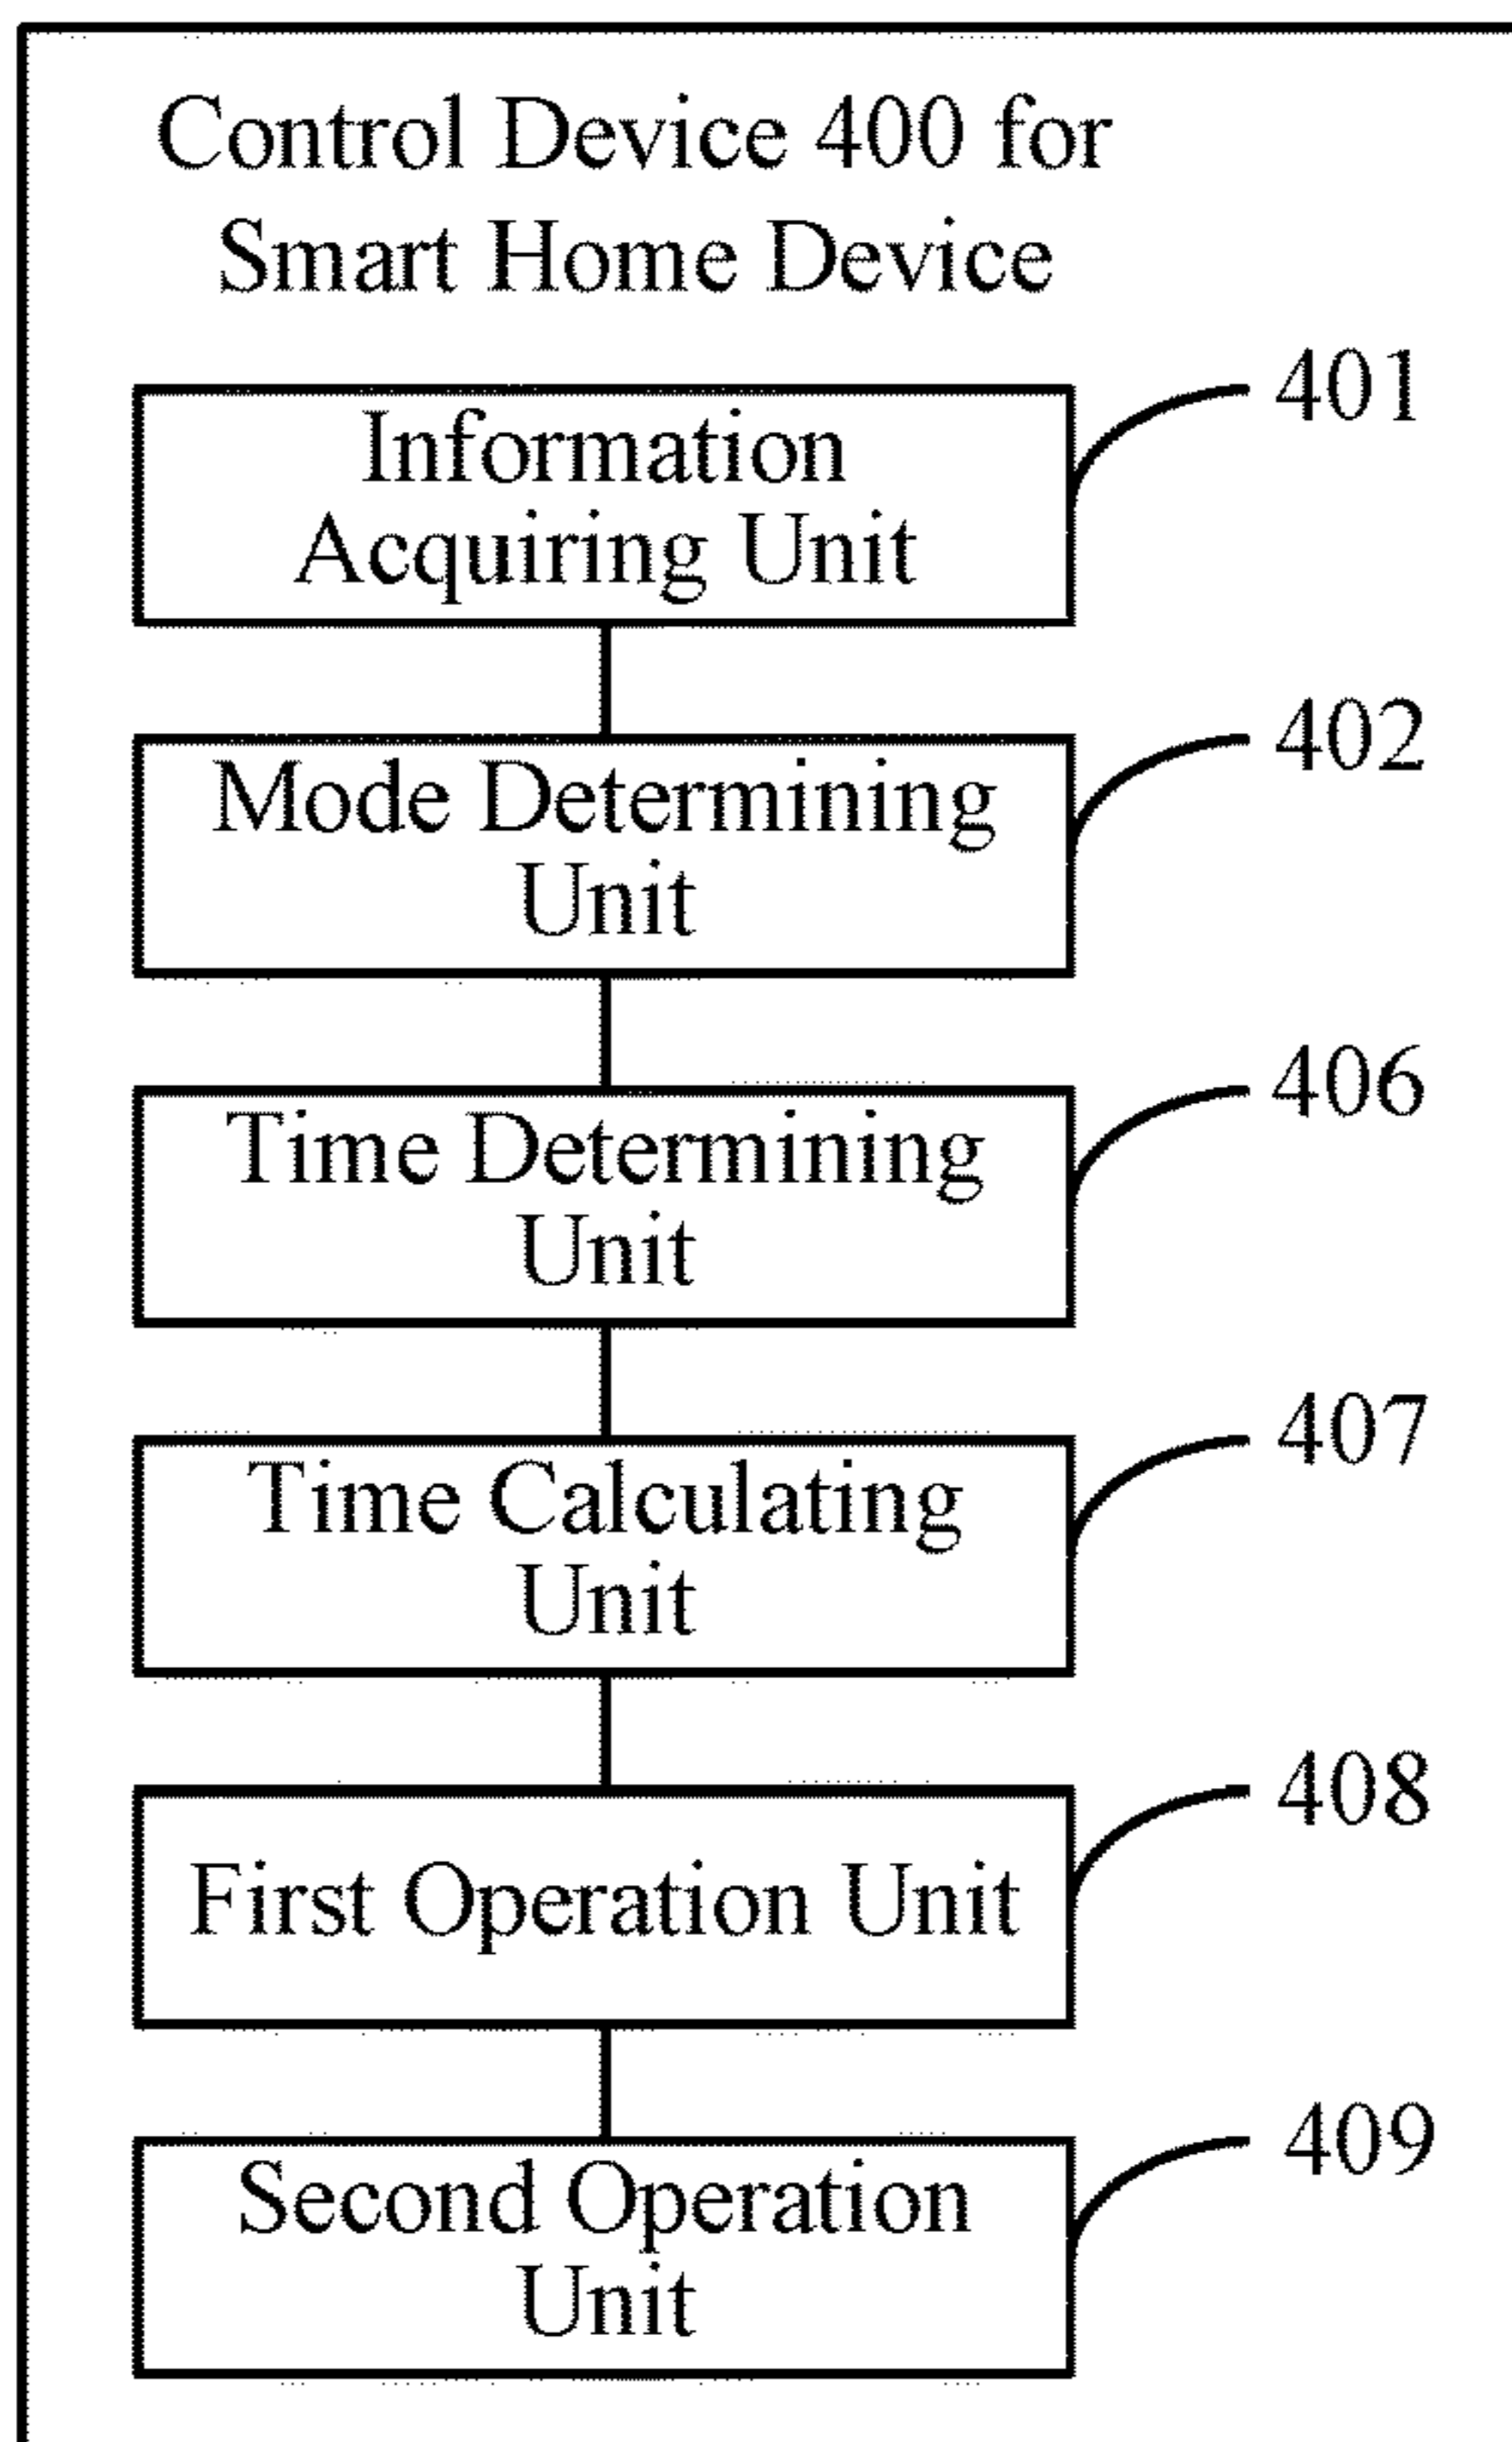 Control Device 400 for
Smart Home Device
401
Information
Acquiring Unit
402
Mode Determining
Unit
406
Time Determining
Unit
407
Time Calculating
Unit
408
First Operation Unit
409
Second Operation
Unit